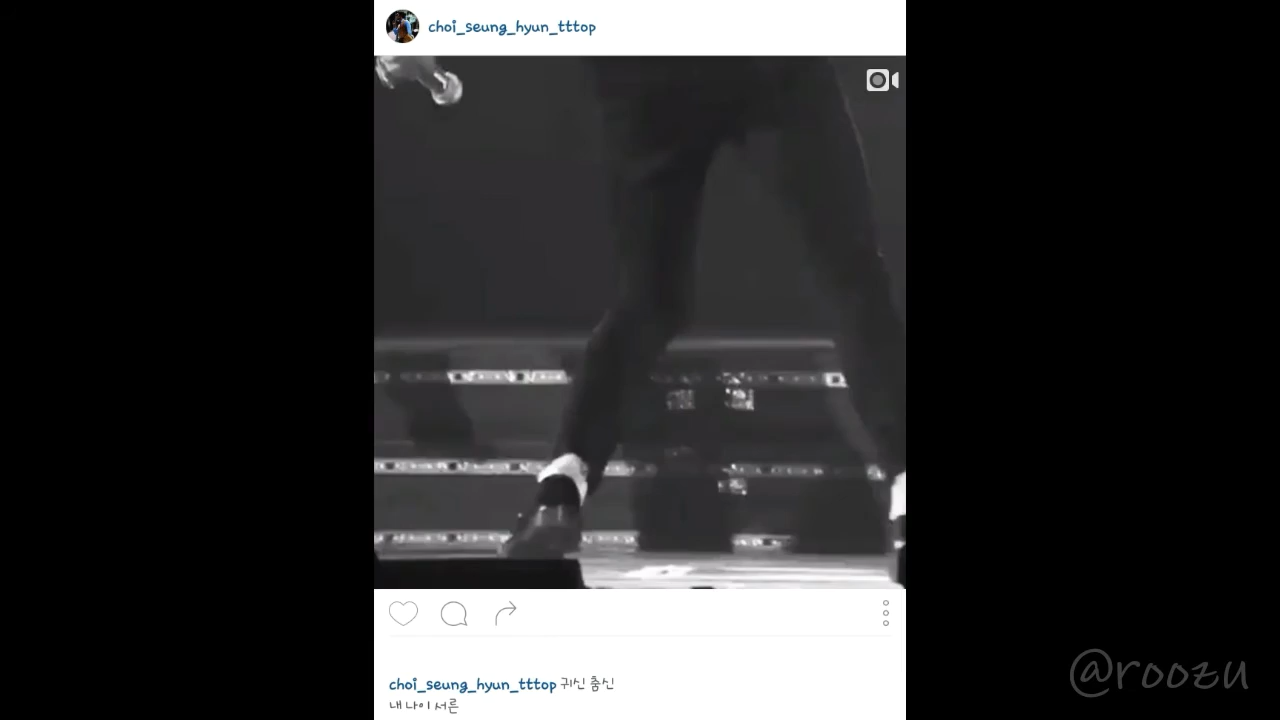 choi_seung_hyun_tttop
choi_seung_hyun_tttop 귀신 춤신
내 나이 서른
@roozu